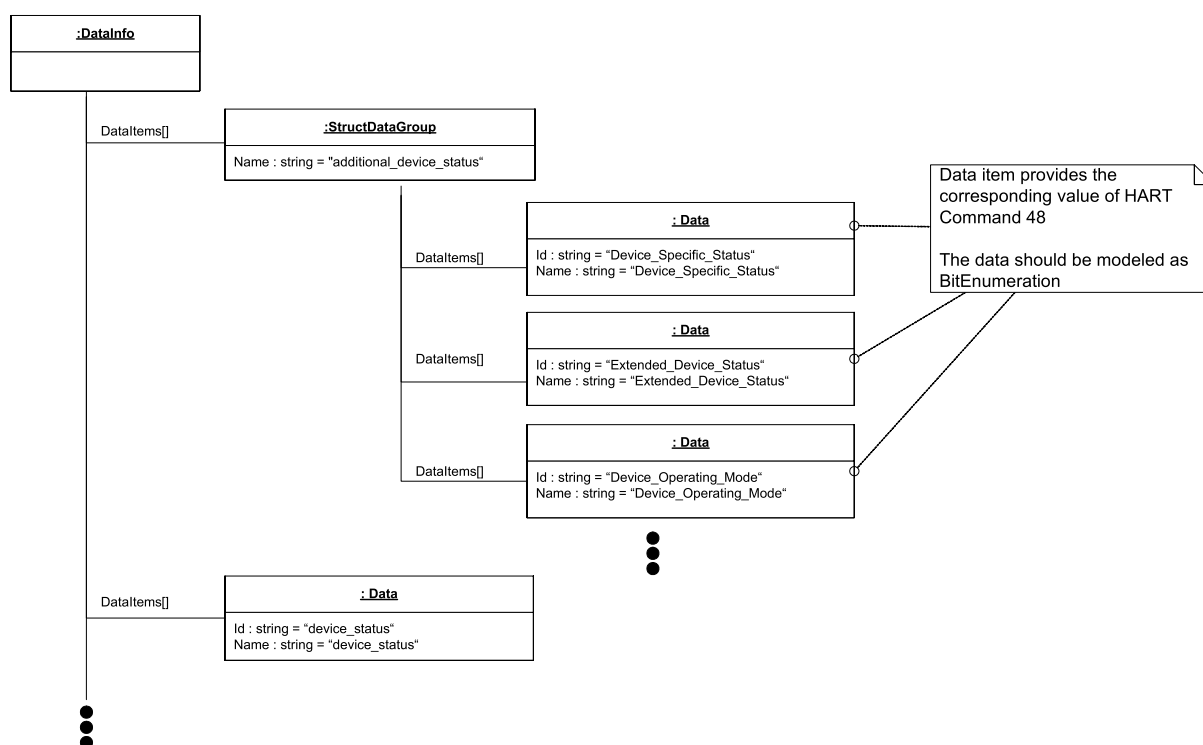 :DataInfo
DataItems[]
:StructDataGroup
Name : string = "additional_device_status“
DataItems[]
: Data
Id : string = “Device_Specific_Status“
Name : string = “Device_Specific_Status“
Data item provides the
corresponding value of HART
Command 48
The data should be modeled as
BitEnumeration
DataItems[]
: Data
Id : string = “Extended_Device_Status“
Name : string = “Extended_Device_Status“
DataItems[]
: Data
Id : string = “Device_Operating_Mode“
Name : string = “Device_Operating_Mode“
DataItems[]
: Data
Id : string = “device_status“
Name : string = “device_status“